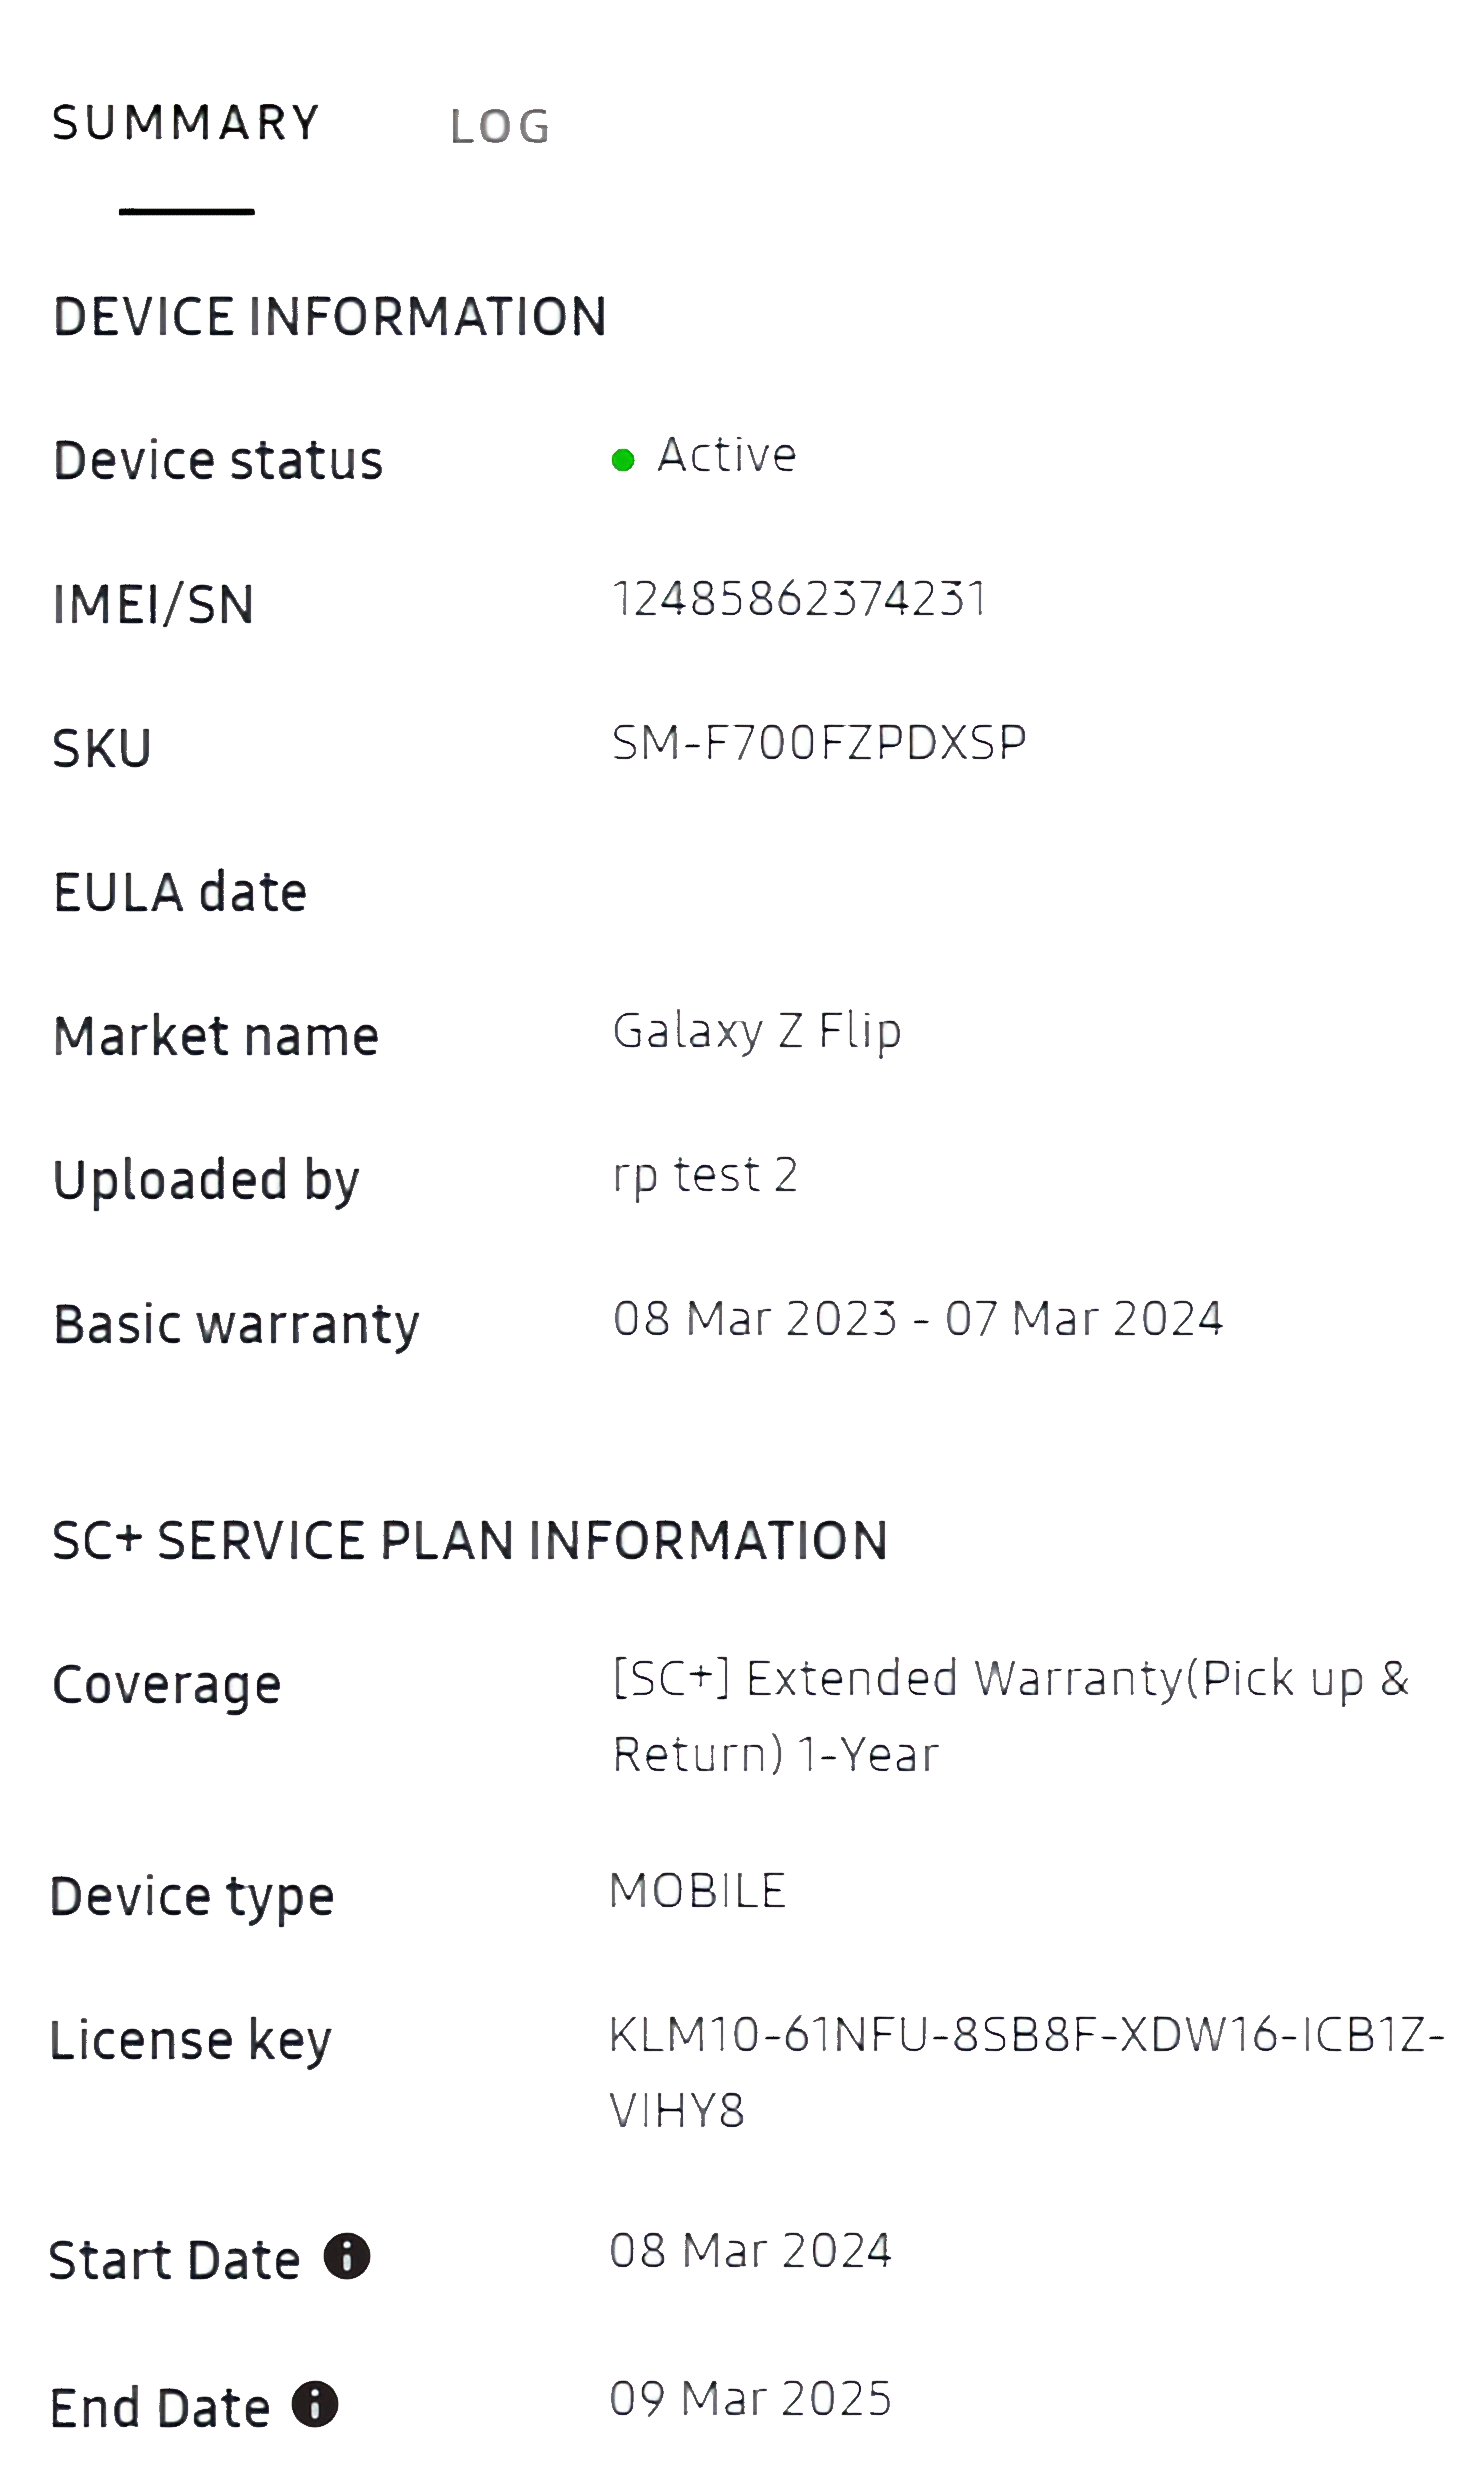 SUMMARY LOG
DEVICE INFORMATION
Device status Active
IMEI/SN 12485862374231
SKU SM-F700FZPDXSP
EULA date
Market name Galaxy Z Flip
Uploaded by rp test 2
Basic warranty 08 Mar 2023 - 07 Mar 2024
SC+ SERVICE PLAN INFORMATION
Coverage [SC+] Extended Warranty(Pick up &
Return) 1-Year
Device type MOBILE
License key KLM10-61NFU-8SB8F-XDW16-ICB1Z-
VIHY8
Start Date i 08 Mar 2024
End Date i 09 Mar 2025